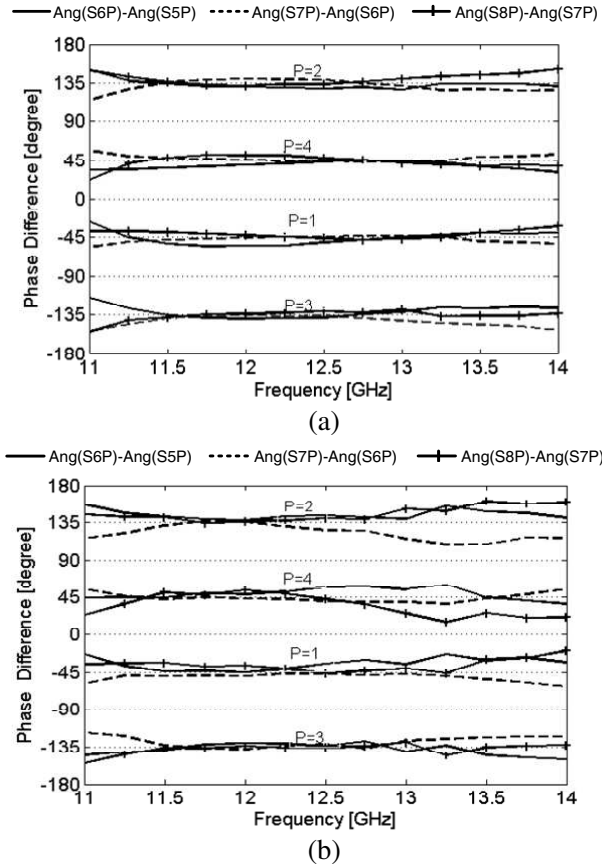 Ang(S6P)-Ang(S5P) Ang(S7P)-Ang(S6P) Ang(S8P)-Ang(S7P)
180
135
90
45
0
-45
-90
-135
-180
Phase Difference [degree]
P=2
P=4
P=1
P=3
11 11.5 12 12.5 13 13.5 14
Frequency [GHz]
(a)
Ang(S6P)-Ang(S5P) Ang(S7P)-Ang(S6P) Ang(S8P)-Ang(S7P)
180
135
90
45
0
-45
-90
-135
-180
Phase Difference [degree]
P=2
P=4
P=1
P=3
11 11.5 12 12.5 13 13.5 14
Frequency [GHz]
(b)